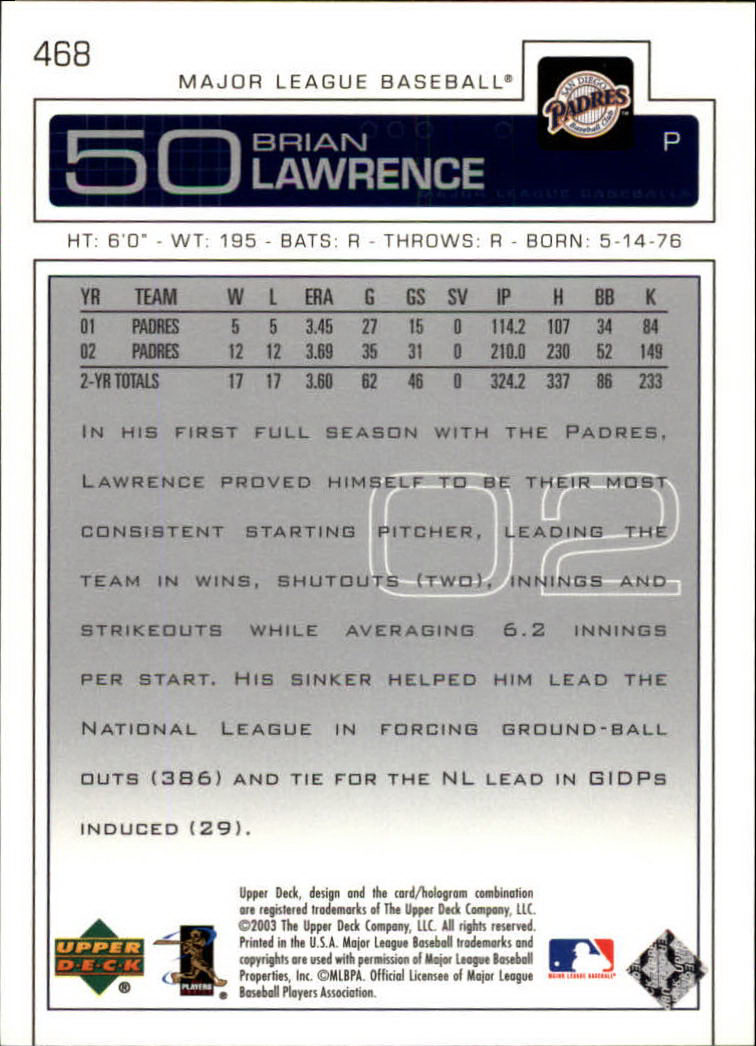 468
MAJOR LEAGUE BASEBALL®
SAN DIEGO
PADRES™
Baseball Club
50 BRIAN
LAWRENCE
P
HT: 6'0" - WT: 195 - BATS: R - THROWS: R - BORN: 5-14-76
YR TEAM W L ERA G GS SV IP H BB K
01 PADRES 5 5 3.45 27 15 0 114.2 107 34 84
02 PADRES 12 12 3.69 35 31 0 210.0 230 52 149
2-YR TOTALS 17 17 3.60 62 46 0 324.2 337 86 233
02
IN HIS FIRST FULL SEASON WITH THE PADRES,
LAWRENCE PROVED HIMSELF TO BE THEIR MOST
CONSISTENT STARTING PITCHER, LEADING THE
TEAM IN WINS, SHUTOUTS (TWO), INNINGS AND
STRIKEOUTS WHILE AVERAGING 6.2 INNINGS
PER START. HIS SINKER HELPED HIM LEAD THE
NATIONAL LEAGUE IN FORCING GROUND-BALL
OUTS (386) AND TIE FOR THE NL LEAD IN GIDPS
INDUCED (29).
Upper Deck, design and the card/hologram combination
are registered trademarks of The Upper Deck Company, LLC.
©2003 The Upper Deck Company, LLC. All rights reserved.
Printed in the U.S.A. Major League Baseball trademarks and
copyrights are used with permission of Major League Baseball
Properties, Inc. ©MLBPA. Official Licensee of Major League
Baseball Players Association.
UPPER
D·E·C·K
®
PLAYERS
®
MAJOR LEAGUE BASEBALL